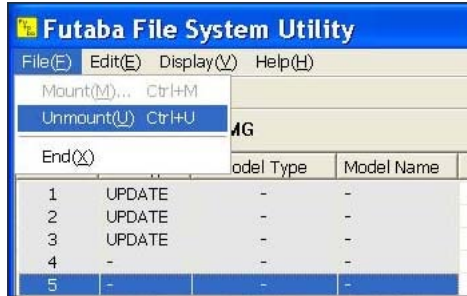 Futaba File System Utility
File(F) Edit(E) Display(V) Help(H)
Mount(M)... Ctrl+M
Unmount(U) Ctrl+U
MG
End(X)
odel Type Model Name
1 UPDATE - -
2 UPDATE - -
3 UPDATE - -
4 - - -
5 - - -